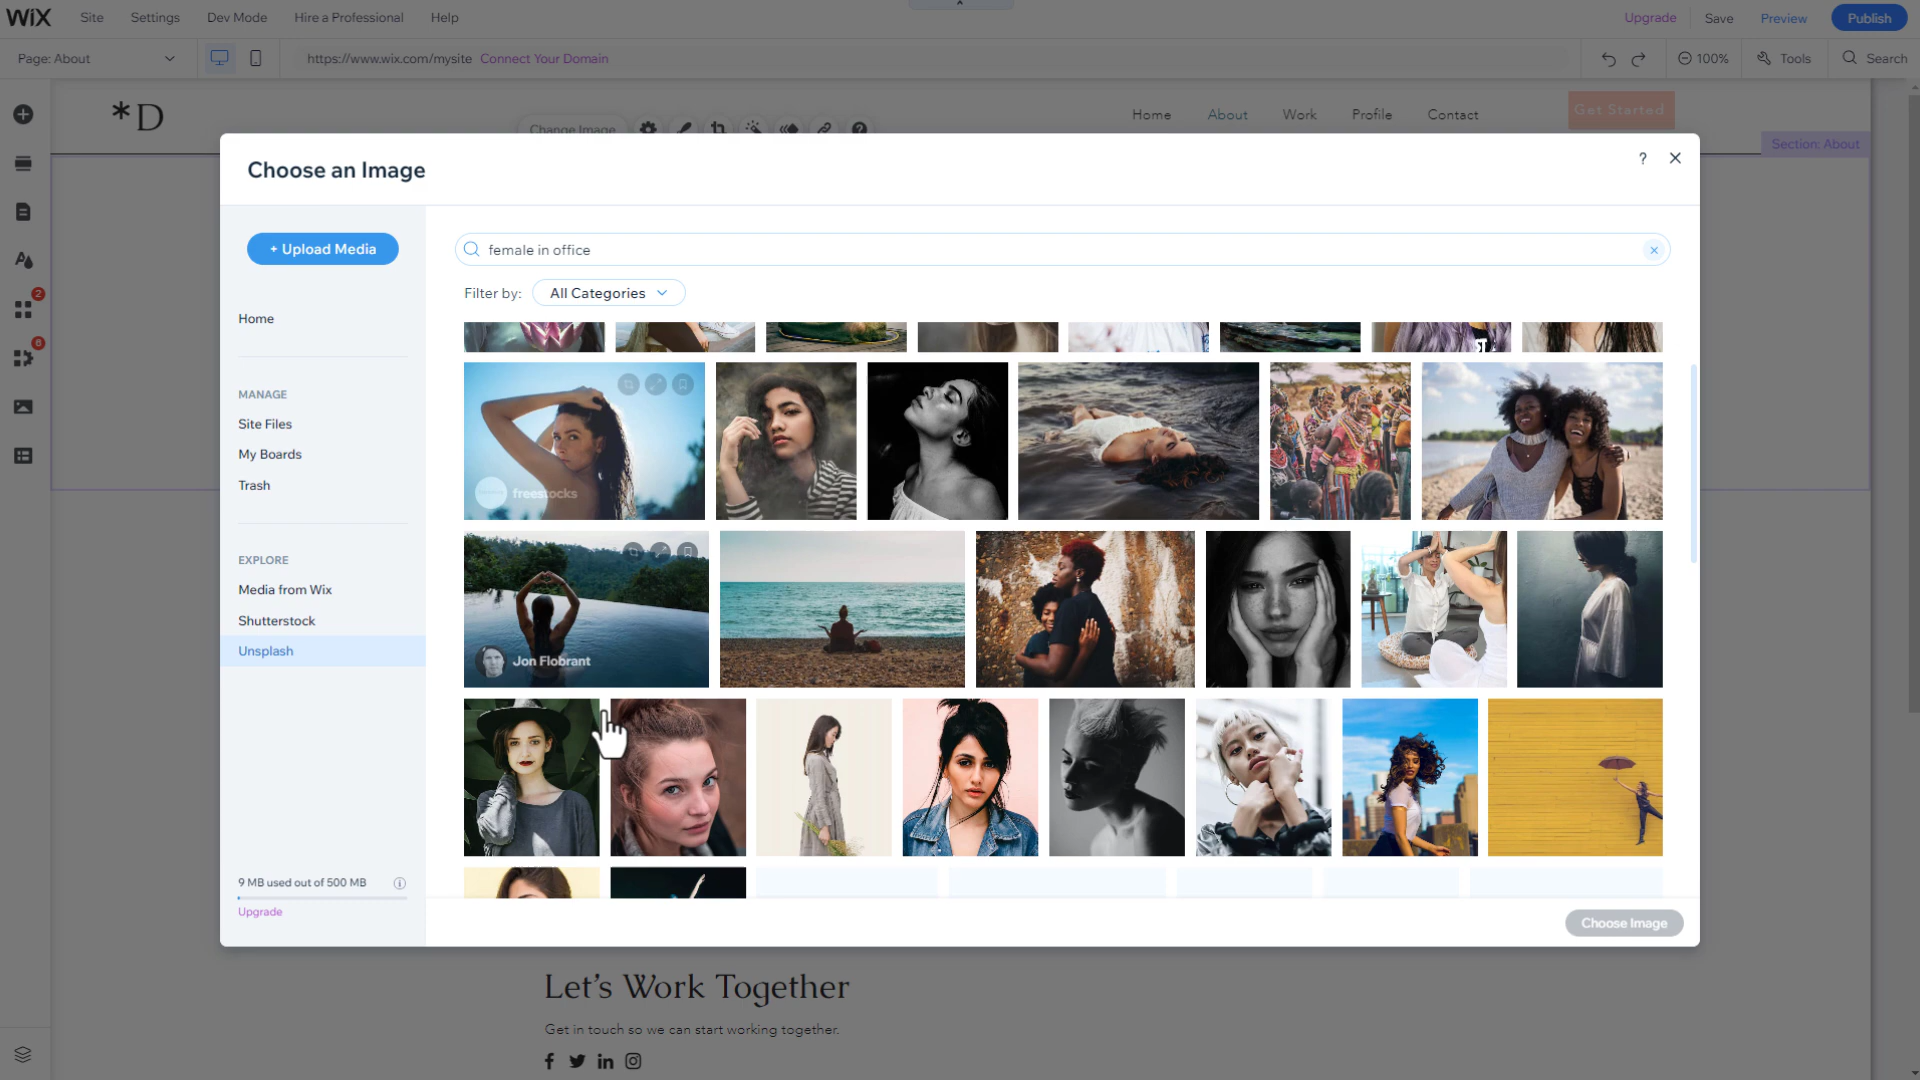 WiX Site Settings Dev Mode Hire a Professional Help Upgrade Save Preview Publish
Page: About https://www.wix.com/mysite Connect Your Domain 100% Tools Search
*D Home About Work Profile Contact Get Started
Change Image
Section: About
Choose an Image ?
+ Upload Media
female in office
Filter by: All Categories
Home
2
6
MANAGE
Site Files
My Boards
Trash
EXPLORE
Media from Wix
Shutterstock
Unsplash
freestocks
Jon Flobrant
9 MB used out of 500 MB
Upgrade
Choose Image
Let's Work Together
Get in touch so we can start working together.